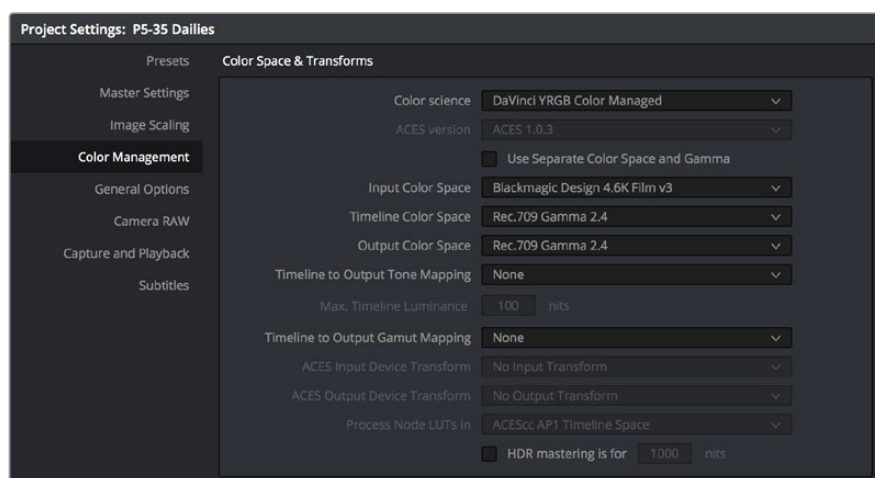 Project Settings: P5-35 Dailies
Presets
Master Settings
Image Scaling
Color Management
General Options
Camera RAW
Capture and Playback
Subtitles
Color Space & Transforms
Color science DaVinci YRGB Color Managed
ACES version ACES 1.0.3
Use Separate Color Space and Gamma
Input Color Space Blackmagic Design 4.6K Film v3
Timeline Color Space Rec.709 Gamma 2.4
Output Color Space Rec.709 Gamma 2.4
Timeline to Output Tone Mapping None
Max. Timeline Luminance 100 nits
Timeline to Output Gamut Mapping None
ACES Input Device Transform No Input Transform
ACES Output Device Transform No Output Transform
Process Node LUTs in ACEScc AP1 Timeline Space
HDR mastering is for 1000 nits